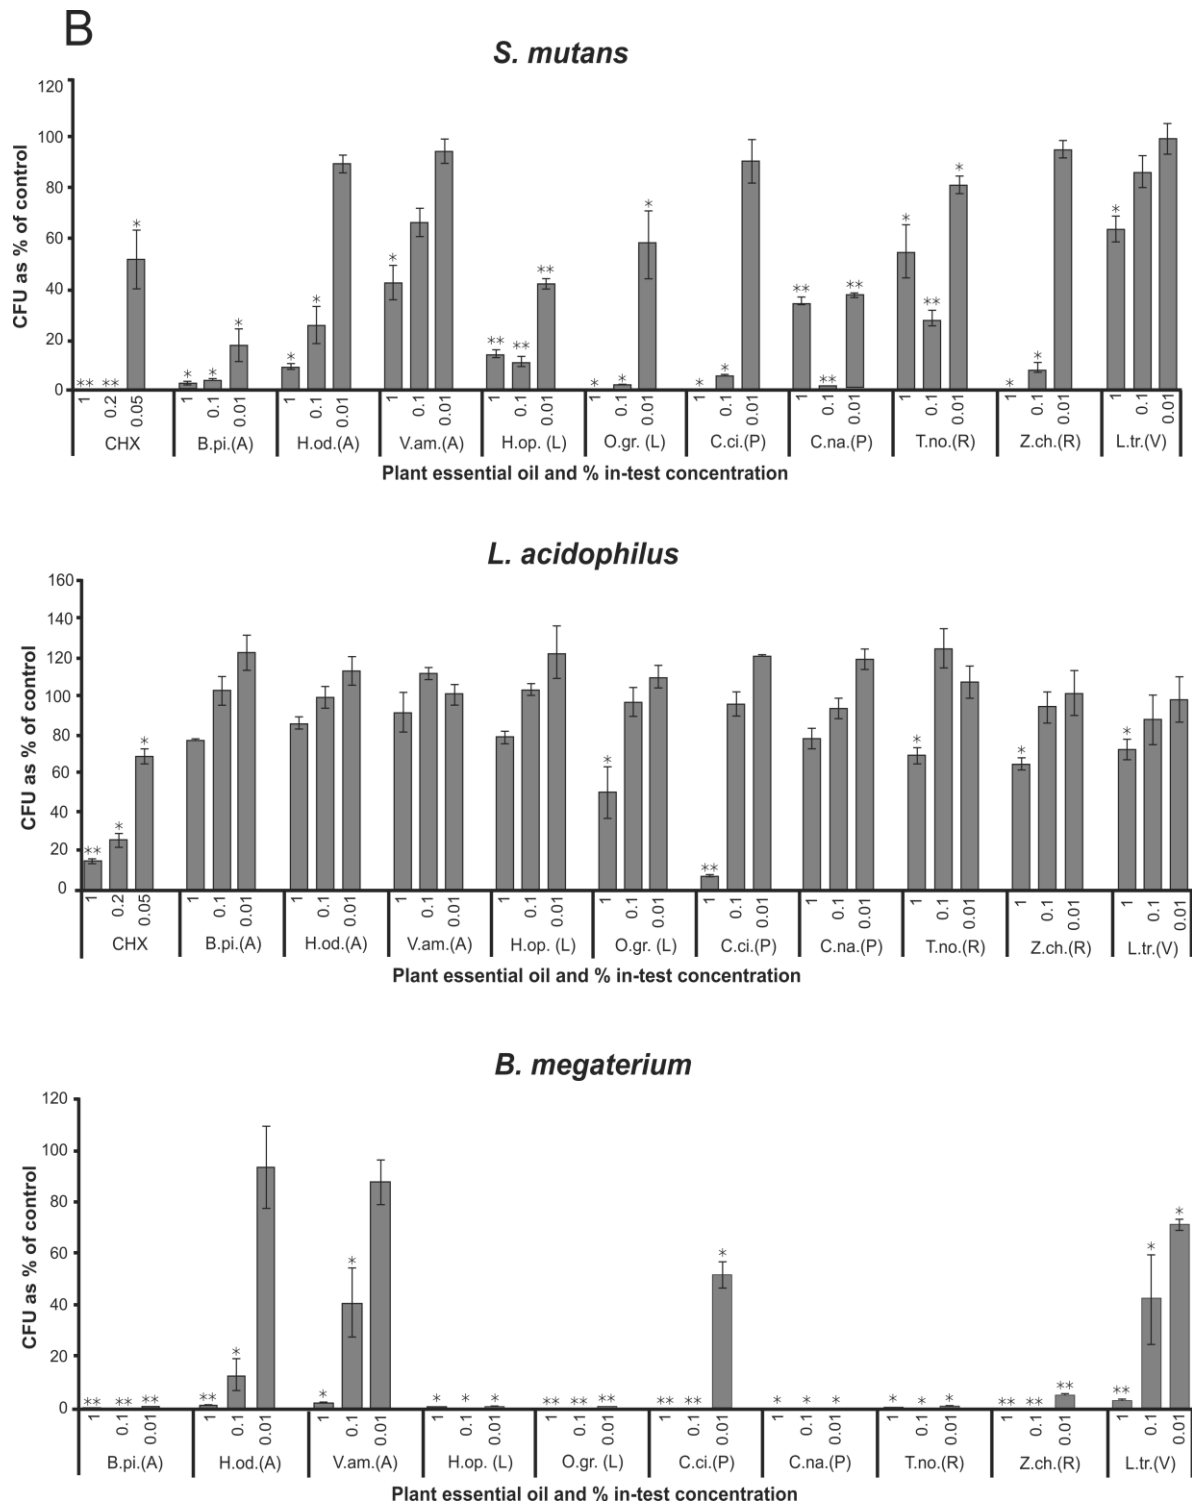 B
S. mutans
CFU as % of control
120
100
80
60
40
20
0
** ** * * * * * * * ** ** ** * * * * * ** ** ** * ** * * * *
1 0.2 0.05 1 0.1 0.01 1 0.1 0.01 1 0.1 0.01 1 0.1 0.01 1 0.1 0.01 1 0.1 0.01 1 0.1 0.01 1 0.1 0.01 1 0.1 0.01 1 0.1 0.01
CHX B.pi.(A) H.od.(A) V.am.(A) H.op. (L) O.gr. (L) C.ci.(P) C.na.(P) T.no.(R) Z.ch.(R) L.tr.(V)
Plant essential oil and % in-test concentration
L. acidophilus
CFU as % of control
160
140
120
100
80
60
40
20
0
** * * * ** * * *
1 0.2 0.05 1 0.1 0.01 1 0.1 0.01 1 0.1 0.01 1 0.1 0.01 1 0.1 0.01 1 0.1 0.01 1 0.1 0.01 1 0.1 0.01 1 0.1 0.01 1 0.1 0.01
CHX B.pi.(A) H.od.(A) V.am.(A) H.op. (L) O.gr. (L) C.ci.(P) C.na.(P) T.no.(R) Z.ch.(R) L.tr.(V)
Plant essential oil and % in-test concentration
B. megaterium
CFU as % of control
120
100
80
60
40
20
0
** ** ** ** * * * * * * ** ** ** ** ** * * * * * * * ** ** ** ** * *
1 0.1 0.01 1 0.1 0.01 1 0.1 0.01 1 0.1 0.01 1 0.1 0.01 1 0.1 0.01 1 0.1 0.01 1 0.1 0.01 1 0.1 0.01 1 0.1 0.01
B.pi.(A) H.od.(A) V.am.(A) H.op. (L) O.gr. (L) C.ci.(P) C.na.(P) T.no.(R) Z.ch.(R) L.tr.(V)
Plant essential oil and % in-test concentration